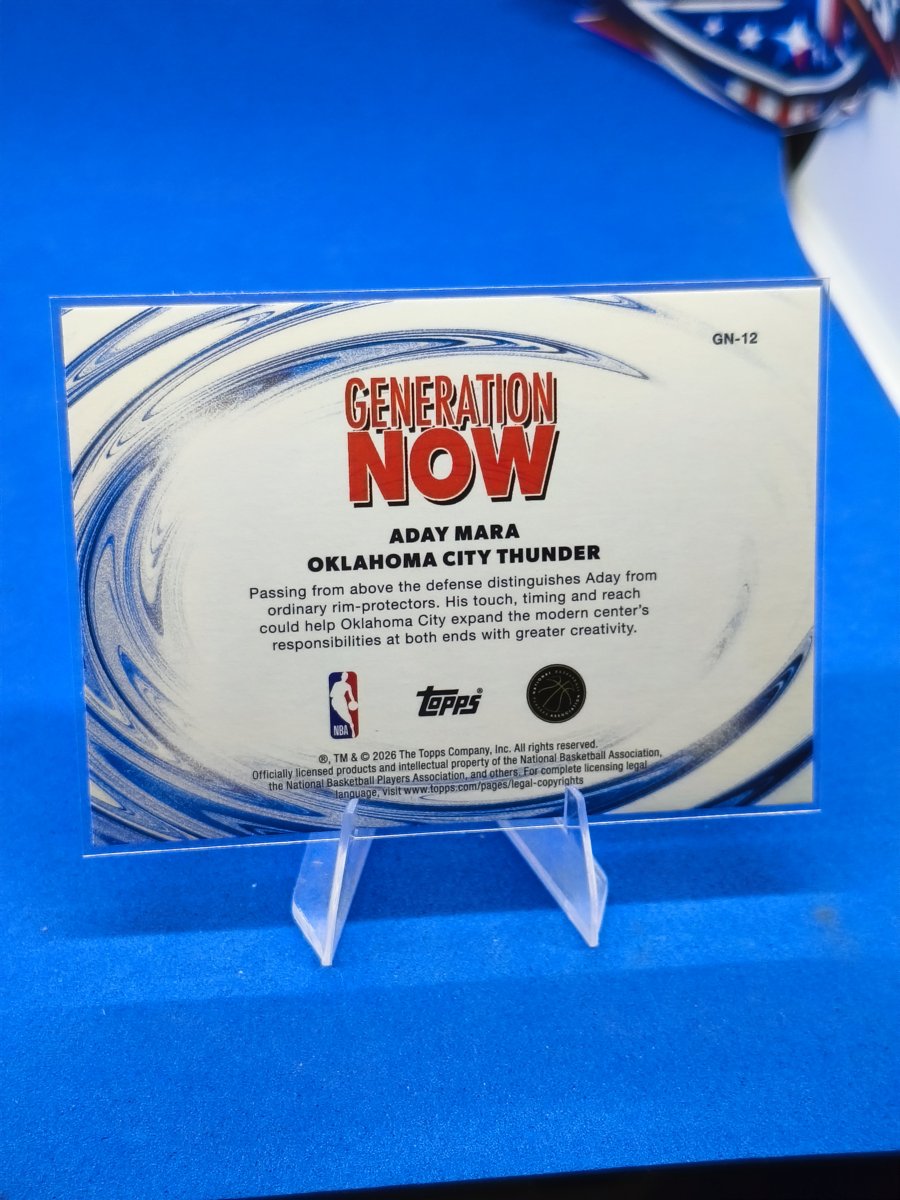 GN-12
GENERATION
NOW
ADAY MARA
OKLAHOMA CITY THUNDER
Passing from above the defense distinguishes Aday from
ordinary rim-protectors. His touch, timing and reach
could help Oklahoma City expand the modern center's
responsibilities at both ends with greater creativity.
NBA
Topps®
NATIONAL BASKETBALL ASSOCIATION
®, TM & © 2026 The Topps Company, Inc. All rights reserved.
Officially licensed products and intellectual property of the National Basketball Association,
the National Basketball Players Association, and others. For complete licensing legal
language, visit www.topps.com/pages/legal-copyrights